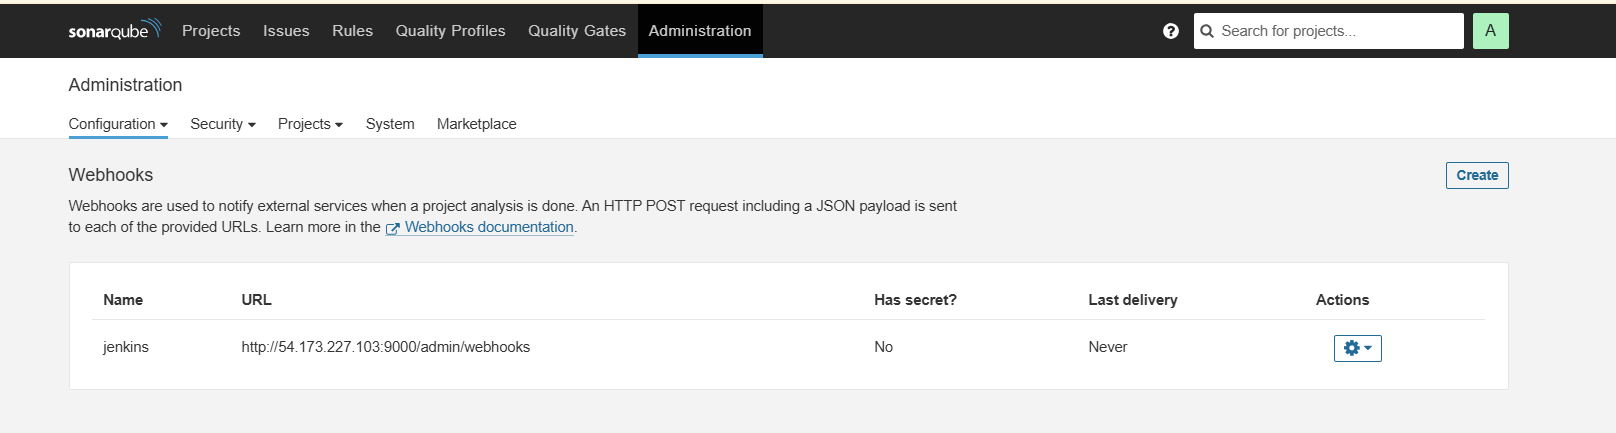 sonarqube Projects Issues Rules Quality Profiles Quality Gates Administration ? Search for projects... A
Administration
Configuration Security Projects System Marketplace
Webhooks Create
Webhooks are used to notify external services when a project analysis is done. An HTTP POST request including a JSON payload is sent
to each of the provided URLs. Learn more in the Webhooks documentation.
Name URL Has secret? Last delivery Actions
jenkins http://54.173.227.103:9000/admin/webhooks No Never